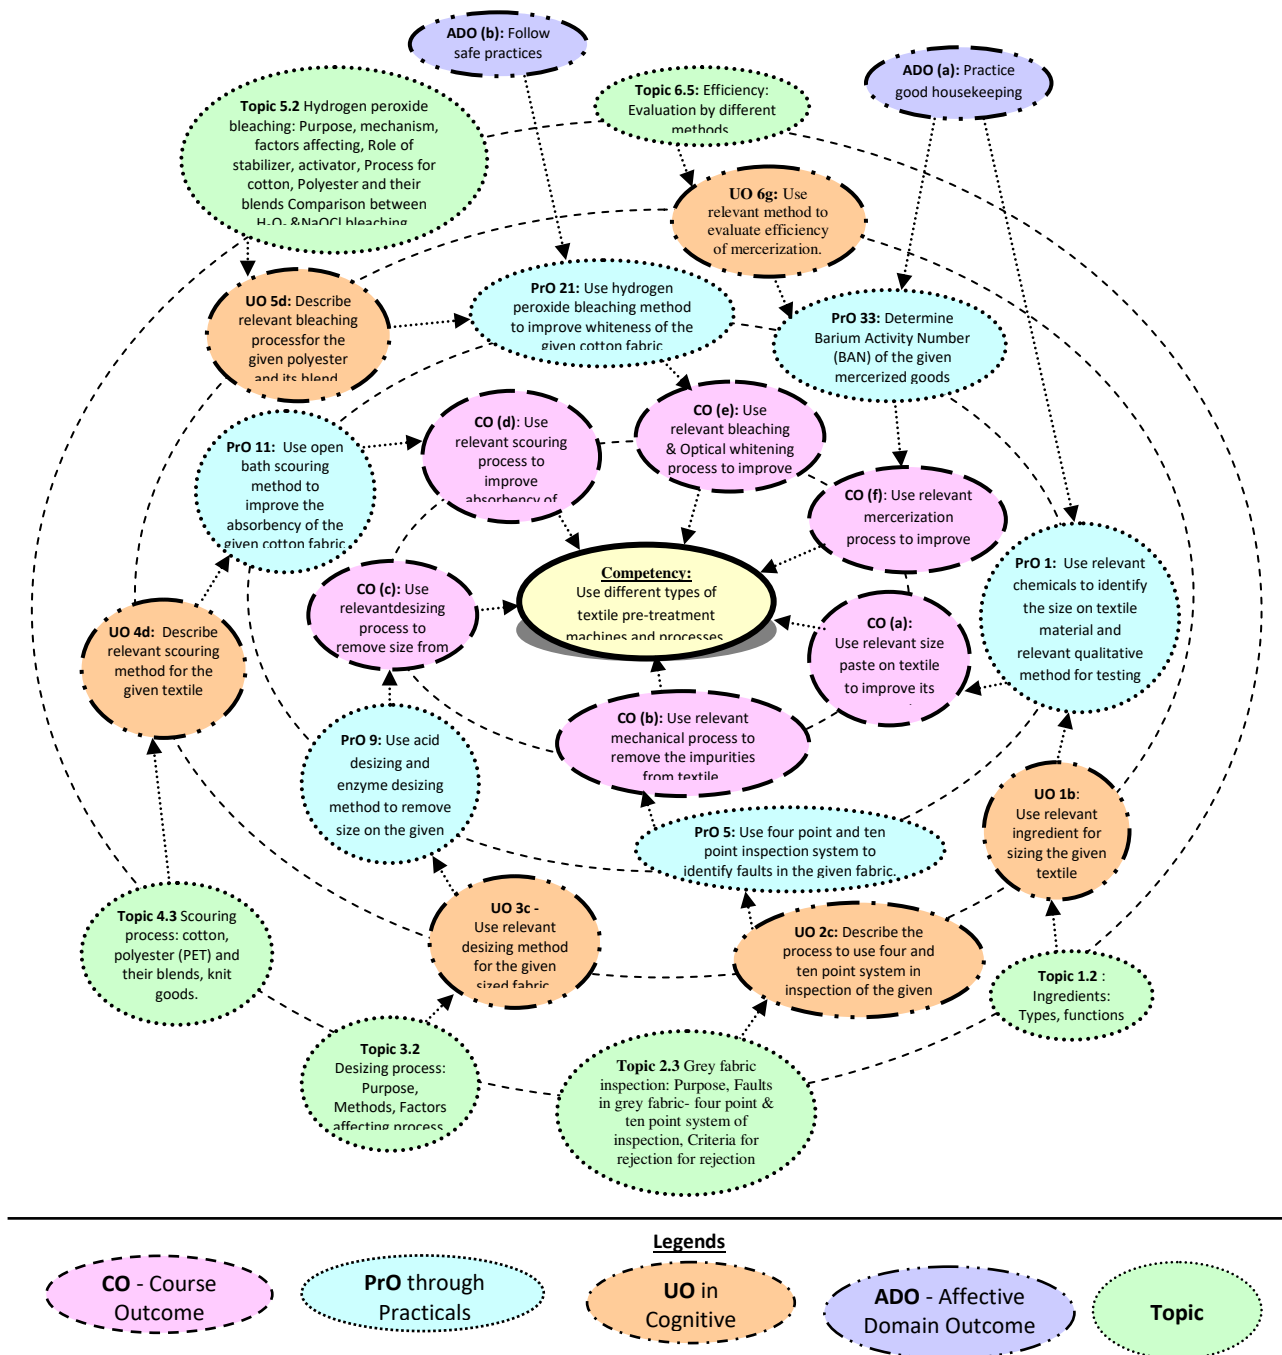 ADO (b): Follow
safe practices
ADO (a): Practice
good housekeeping
Topic 5.2 Hydrogen peroxide
bleaching: Purpose, mechanism,
factors affecting, Role of
stabilizer, activator, Process for
cotton, Polyester and their
blends Comparison between
H₂O₂ &NaOCl bleaching
Topic 6.5: Efficiency:
Evaluation by different
methods
UO 6g: Use
relevant method to
evaluate efficiency
of mercerization.
UO 5d: Describe
relevant bleaching
processfor the
given polyester
and its blend
PrO 21: Use hydrogen
peroxide bleaching method
to improve whiteness of the
given cotton fabric
PrO 33: Determine
Barium Activity Number
(BAN) of the given
mercerized goods
PrO 11: Use open
bath scouring
method to
improve the
absorbency of the
given cotton fabric
CO (d): Use
relevant scouring
process to
improve
absorbency of
CO (e): Use
relevant bleaching
& Optical whitening
process to improve
CO (f): Use relevant
mercerization
process to improve
PrO 1: Use relevant
chemicals to identify
the size on textile
material and
relevant qualitative
method for testing
Competency:
Use different types of
textile pre-treatment
machines and processes
CO (c): Use
relevantdesizing
process to
remove size from
CO (a):
Use relevant size
paste on textile
to improve its
UO 4d: Describe
relevant scouring
method for the
given textile
CO (b): Use relevant
mechanical process to
remove the impurities
from textile
PrO 9: Use acid
desizing and
enzyme desizing
method to remove
size on the given
UO 1b:
Use relevant
ingredient for
sizing the given
textile
PrO 5: Use four point and ten
point inspection system to
identify faults in the given fabric.
Topic 4.3 Scouring
process: cotton,
polyester (PET) and
their blends, knit
goods.
UO 3c -
Use relevant
desizing method
for the given
sized fabric
UO 2c: Describe the
process to use four and
ten point system in
inspection of the given
Topic 1.2 :
Ingredients:
Types, functions
Topic 3.2
Desizing process:
Purpose,
Methods, Factors
affecting process
Topic 2.3 Grey fabric
inspection: Purpose, Faults
in grey fabric- four point &
ten point system of
inspection, Criteria for
rejection for rejection
Legends
CO - Course
Outcome
PrO through
Practicals
UO in
Cognitive
ADO - Affective
Domain Outcome
Topic